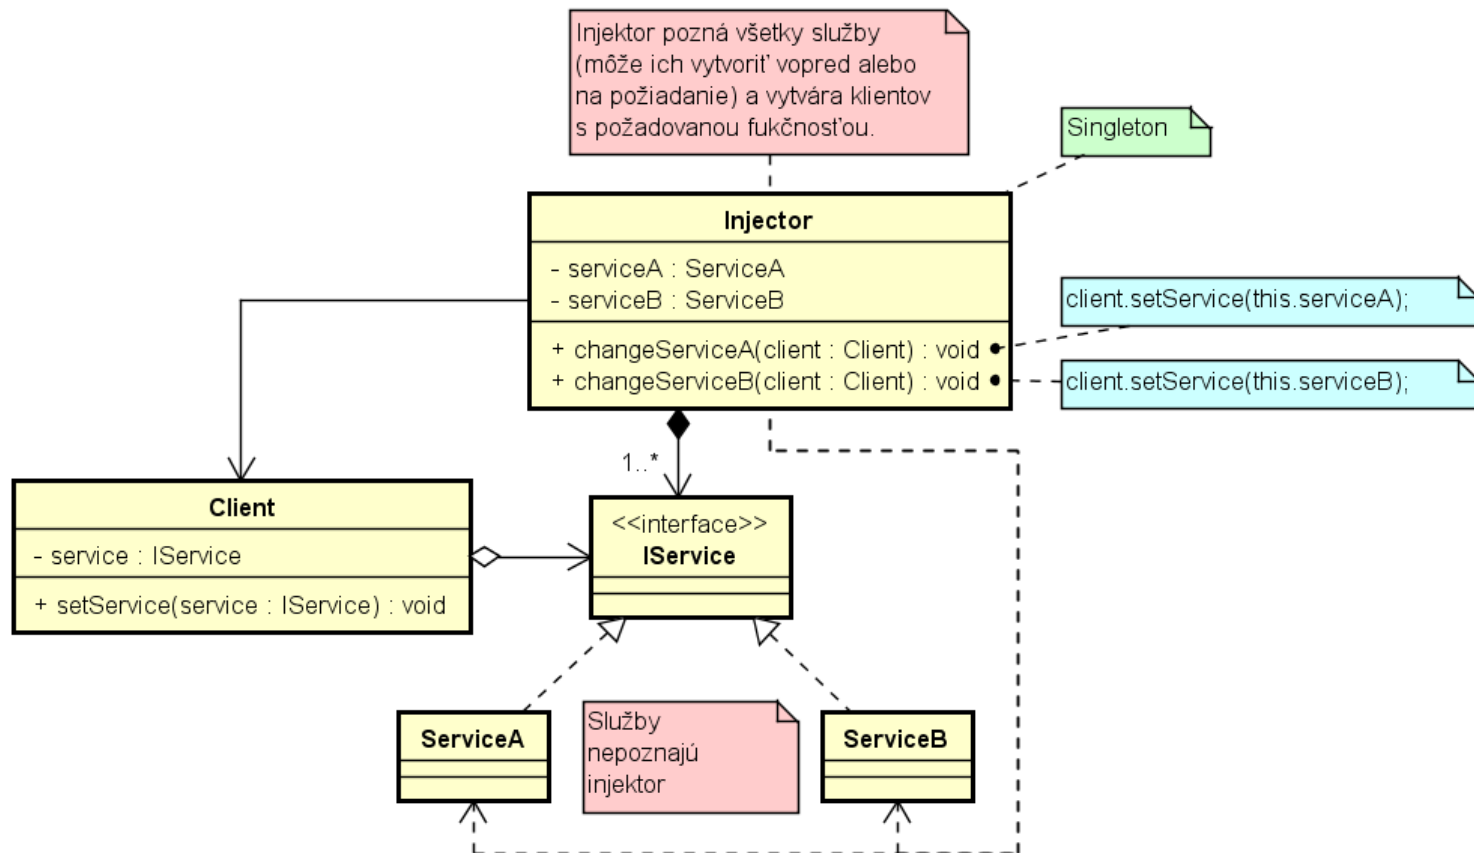 Injektor pozná všetky služby
(môže ich vytvoriť vopred alebo
na požiadanie) a vytvára klientov
s požadovanou fukčnosťou.
Singleton
Injector
- serviceA : ServiceA
- serviceB : ServiceB
+ changeServiceA(client : Client) : void
+ changeServiceB(client : Client) : void
client.setService(this.serviceA);
client.setService(this.serviceB);
1..*
Client
- service : IService
+ setService(service : IService) : void
<<interface>>
IService
ServiceA
Služby
nepoznajú
injektor
ServiceB